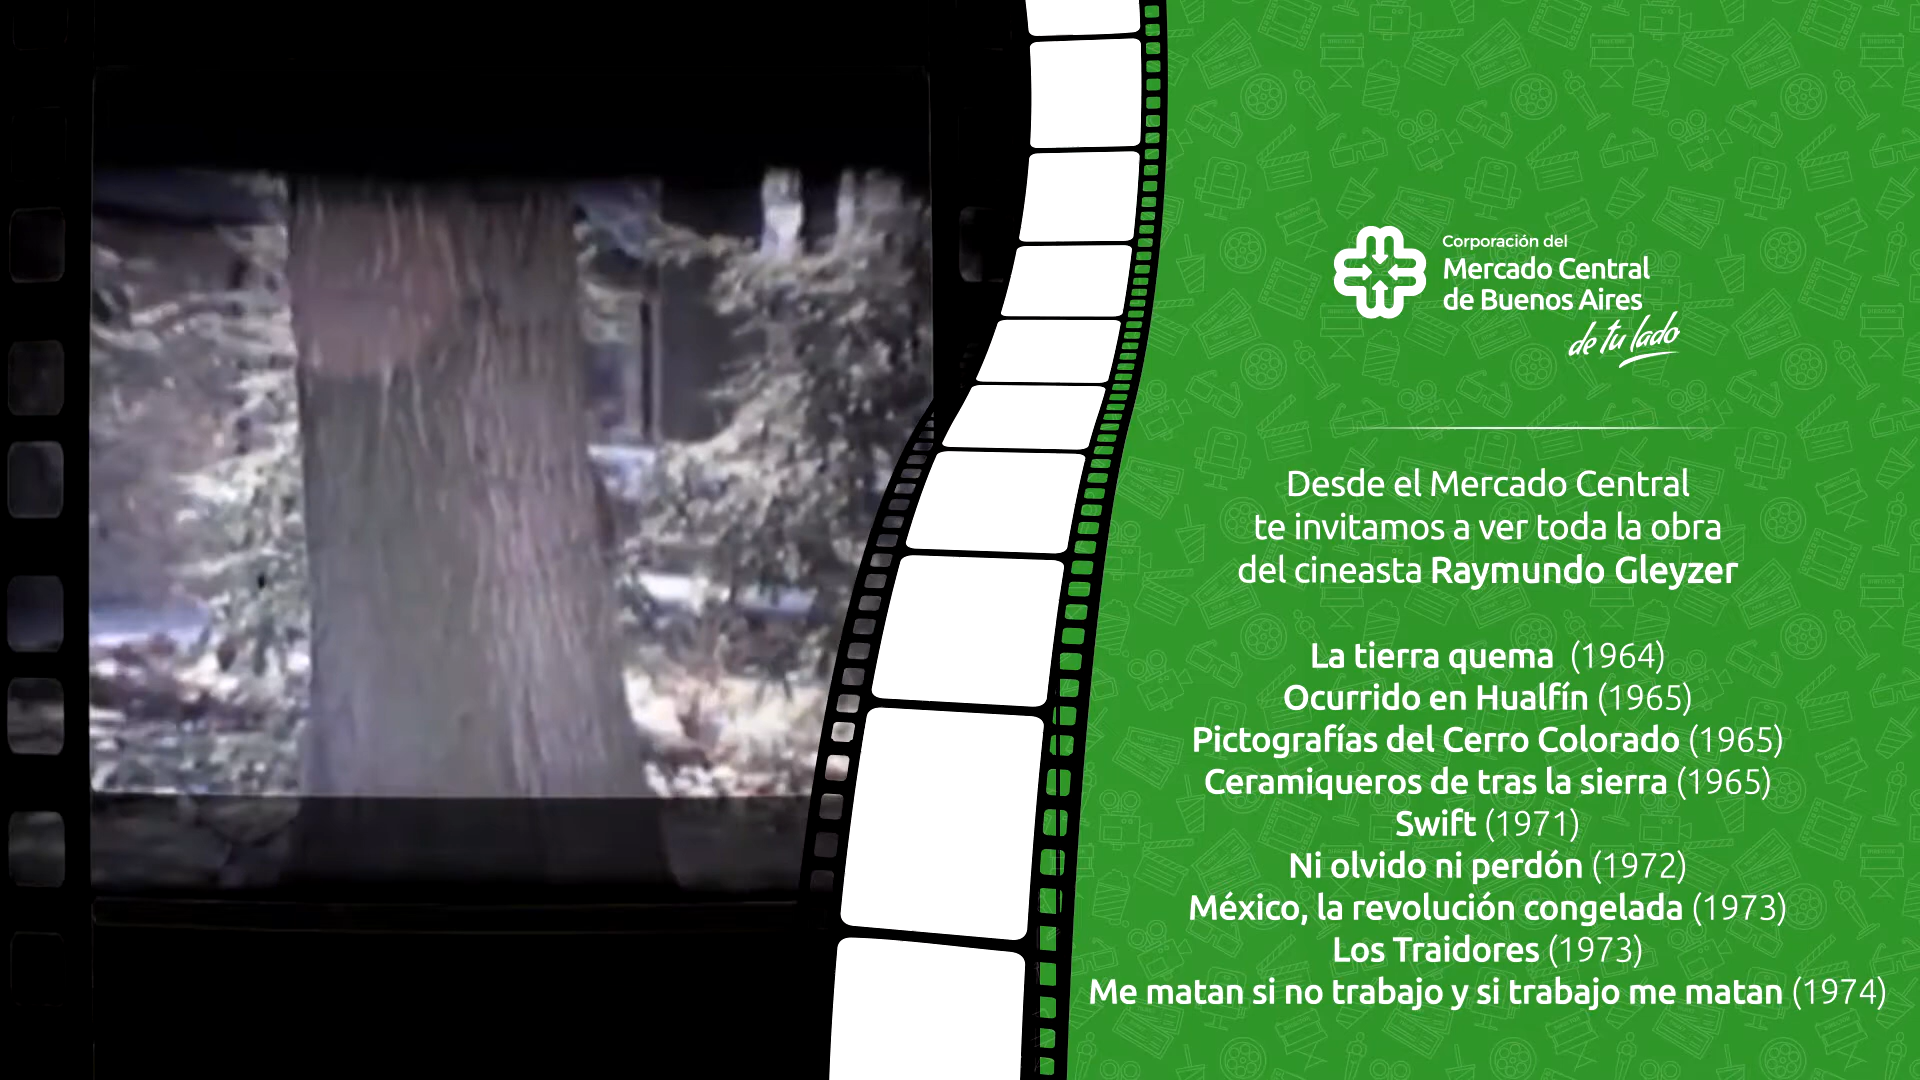 Corporación del
Mercado Central
de Buenos Aires
de tu lado
Desde el Mercado Central
te invitamos a ver toda la obra
del cineasta Raymundo Gleyzer
La tierra quema (1964)
Ocurrido en Hualfín (1965)
Pictografías del Cerro Colorado (1965)
Ceramiqueros de tras la sierra (1965)
Swift (1971)
Ni olvido ni perdón (1972)
México, la revolución congelada (1973)
Los Traidores (1973)
Me matan si no trabajo y si trabajo me matan (1974)